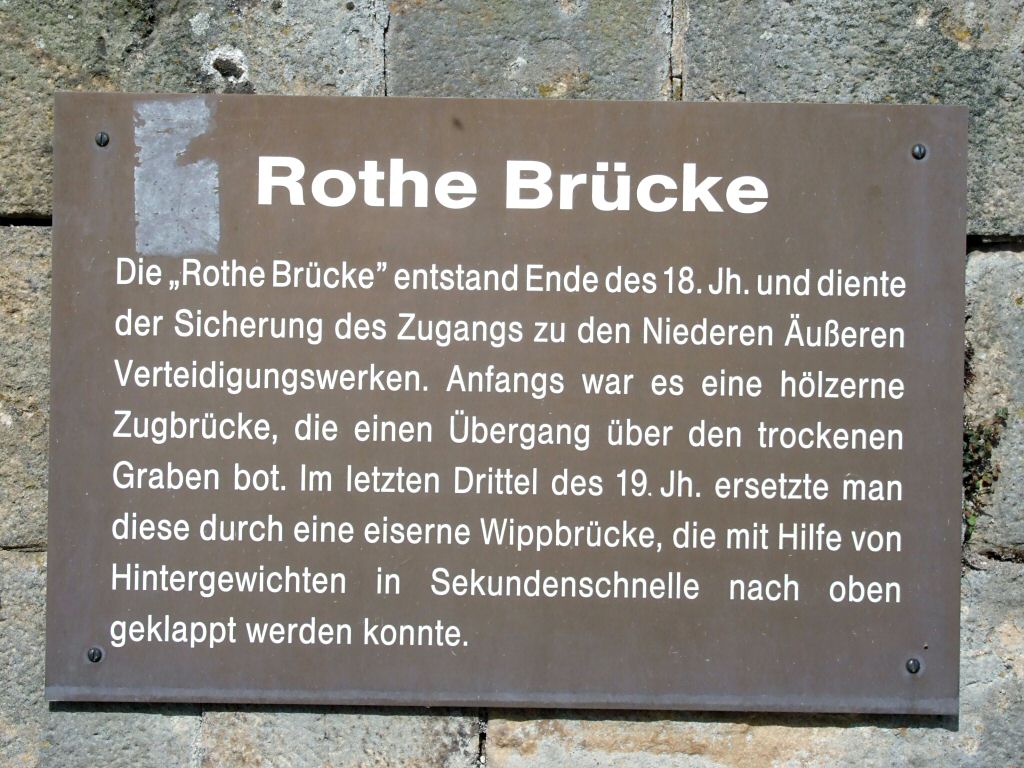 Rothe Brücke
Die „Rothe Brücke” entstand Ende des 18. Jh. und diente
der Sicherung des Zugangs zu den Niederen Äußeren
Verteidigungswerken. Anfangs war es eine hölzerne
Zugbrücke, die einen Übergang über den trockenen
Graben bot. Im letzten Drittel des 19. Jh. ersetzte man
diese durch eine eiserne Wippbrücke, die mit Hilfe von
Hintergewichten in Sekundenschnelle nach oben
geklappt werden konnte.